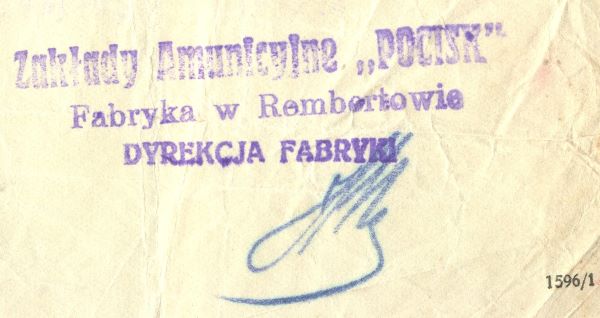 Zakłady Amunicyjne „POCISK”
Fabryka w Rembertowie
DYREKCJA FABRYKI
1596/1